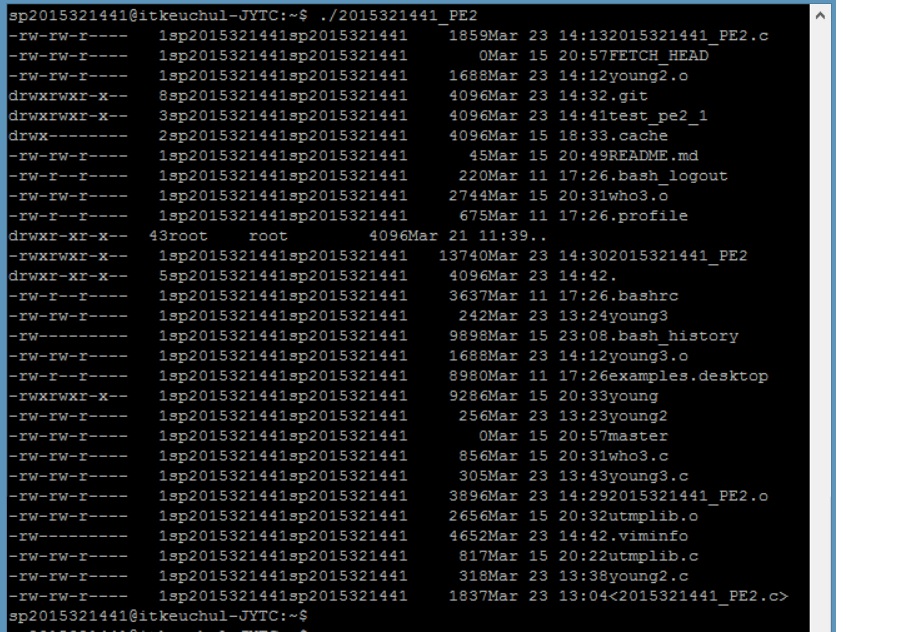 sp2015321441@itkeuchul-JYTC:~$ ./2015321441_PE2
-rw-rw-r----   1sp2015321441sp2015321441     1859Mar 23 14:132015321441_PE2.c
-rw-rw-r----   1sp2015321441sp2015321441        0Mar 15 20:57FETCH_HEAD
-rw-rw-r----   1sp2015321441sp2015321441     1688Mar 23 14:12young2.o
drwxrwxr-x--   8sp2015321441sp2015321441     4096Mar 23 14:32.git
drwxrwxr-x--   3sp2015321441sp2015321441     4096Mar 23 14:41test_pe2_1
drwx--------   2sp2015321441sp2015321441     4096Mar 15 18:33.cache
-rw-rw-r----   1sp2015321441sp2015321441       45Mar 15 20:49README.md
-rw-r--r----   1sp2015321441sp2015321441      220Mar 11 17:26.bash_logout
-rw-rw-r----   1sp2015321441sp2015321441     2744Mar 15 20:31who3.o
-rw-r--r----   1sp2015321441sp2015321441      675Mar 11 17:26.profile
drwxr-xr-x--  43root    root        4096Mar 21 11:39..
-rwxrwxr-x--   1sp2015321441sp2015321441    13740Mar 23 14:302015321441_PE2
drwxr-xr-x--   5sp2015321441sp2015321441     4096Mar 23 14:42.
-rw-r--r----   1sp2015321441sp2015321441     3637Mar 11 17:26.bashrc
-rw-rw-r----   1sp2015321441sp2015321441      242Mar 23 13:24young3
-rw---------   1sp2015321441sp2015321441     9898Mar 15 23:08.bash_history
-rw-rw-r----   1sp2015321441sp2015321441     1688Mar 23 14:12young3.o
-rw-r--r----   1sp2015321441sp2015321441     8980Mar 11 17:26examples.desktop
-rwxrwxr-x--   1sp2015321441sp2015321441     9286Mar 15 20:33young
-rw-rw-r----   1sp2015321441sp2015321441      256Mar 23 13:23young2
-rw-rw-r----   1sp2015321441sp2015321441        0Mar 15 20:57master
-rw-rw-r----   1sp2015321441sp2015321441      856Mar 15 20:31who3.c
-rw-rw-r----   1sp2015321441sp2015321441      305Mar 23 13:43young3.c
-rw-rw-r----   1sp2015321441sp2015321441     3896Mar 23 14:292015321441_PE2.o
-rw-rw-r----   1sp2015321441sp2015321441     2656Mar 15 20:32utmplib.o
-rw---------   1sp2015321441sp2015321441     4652Mar 23 14:42.viminfo
-rw-rw-r----   1sp2015321441sp2015321441      817Mar 15 20:22utmplib.c
-rw-rw-r----   1sp2015321441sp2015321441      318Mar 23 13:38young2.c
-rw-rw-r----   1sp2015321441sp2015321441     1837Mar 23 13:04<2015321441_PE2.c>
sp2015321441@itkeuchul-JYTC:~$